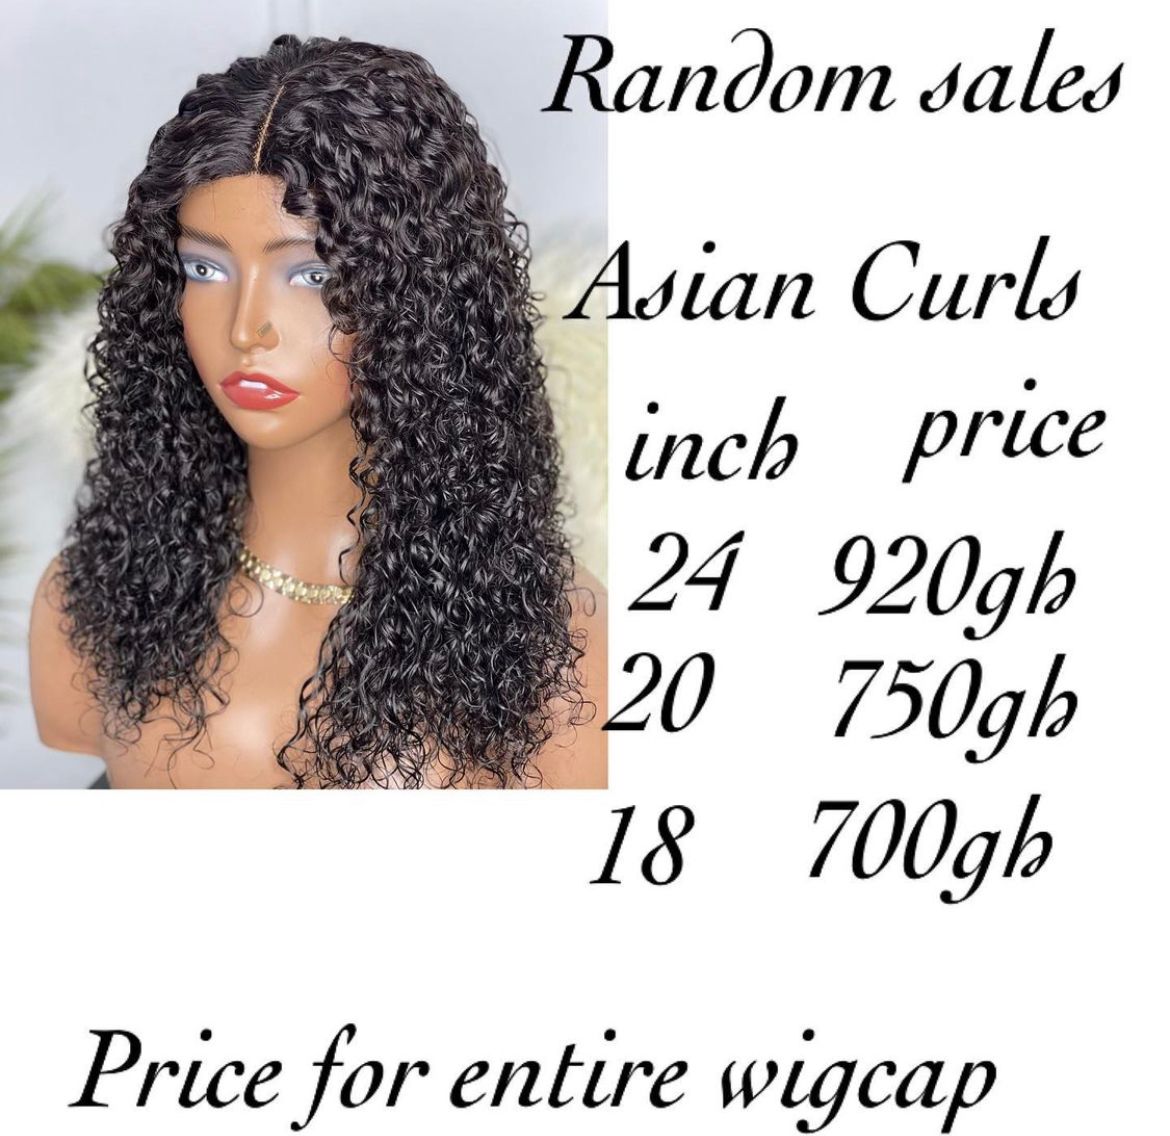 Random sales
Asian Curls
inch price
24 920gh
20 750gh
18 700gh
Price for entire wigcap